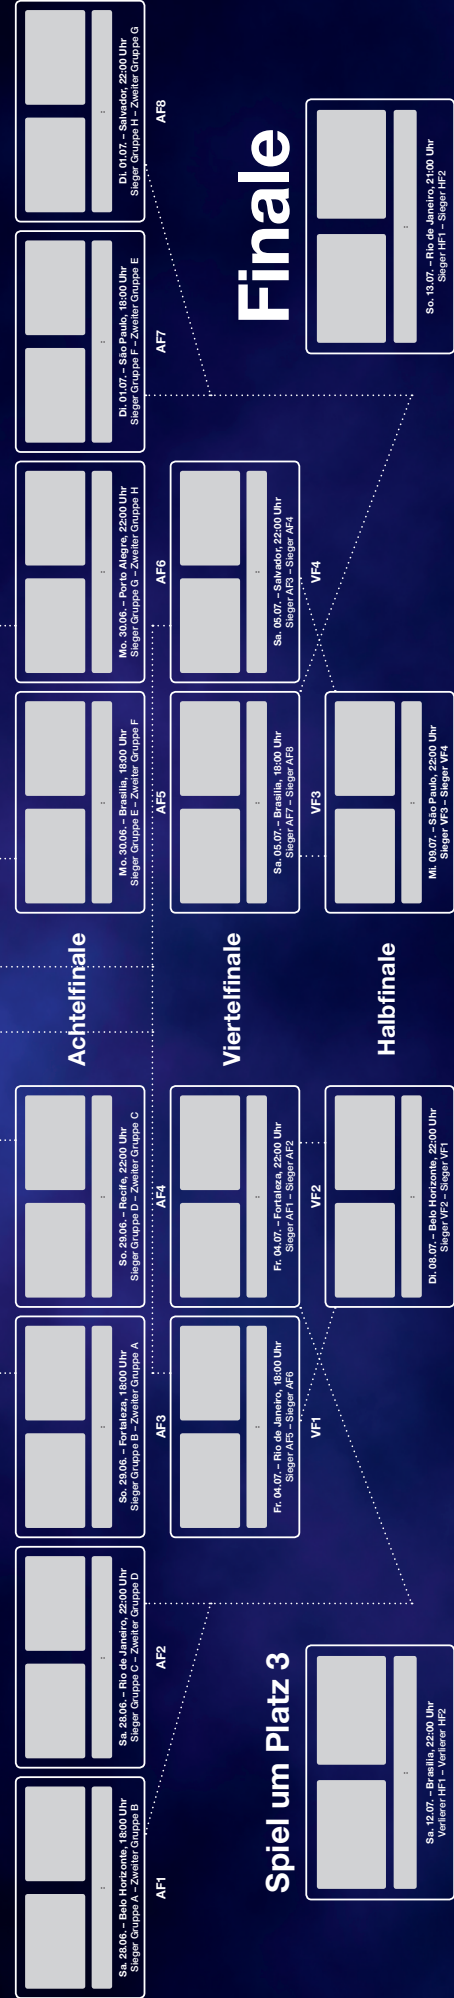 Sa. 28.06. – Belo Horizonte, 18:00 Uhr
Sieger Gruppe A – Zweiter Gruppe B
AF1
Sa. 28.06. – Rio de Janeiro, 22:00 Uhr
Sieger Gruppe C – Zweiter Gruppe D
AF2
So. 29.06. – Fortaleza, 18:00 Uhr
Sieger Gruppe B – Zweiter Gruppe A
AF3
So. 29.06. – Recife, 22:00 Uhr
Sieger Gruppe D – Zweiter Gruppe C
AF4
Achtelfinale
Mo. 30.06. – Brasilia, 18:00 Uhr
Sieger Gruppe E – Zweiter Gruppe F
AF5
Mo. 30.06. – Porto Alegre, 22:00 Uhr
Sieger Gruppe G – Zweiter Gruppe H
AF6
Di. 01.07. – São Paulo, 18:00 Uhr
Sieger Gruppe F – Zweiter Gruppe E
AF7
Di. 01.07. – Salvador, 22:00 Uhr
Sieger Gruppe H – Zweiter Gruppe G
AF8
Fr. 04.07. – Rio de Janeiro, 18:00 Uhr
Sieger AF5 – Sieger AF6
VF1
Fr. 04.07. – Fortaleza, 22:00 Uhr
Sieger AF1 – Sieger AF2
VF2
Viertelfinale
Sa. 05.07. – Brasilia, 18:00 Uhr
Sieger AF7 – Sieger AF8
VF3
Sa. 05.07. – Salvador, 22:00 Uhr
Sieger AF3 – Sieger AF4
VF4
Spiel um Platz 3
Sa. 12.07. – Brasilia, 22:00 Uhr
Verlierer HF1 – Verlierer HF2
Di. 08.07. – Belo Horizonte, 22:00 Uhr
Sieger VF2 – Sieger VF1
Halbfinale
Mi. 09.07. – São Paulo, 22:00 Uhr
Sieger VF3 – Sieger VF4
Finale
So. 13.07. – Rio de Janeiro, 21:00 Uhr
Sieger HF1 – Sieger HF2